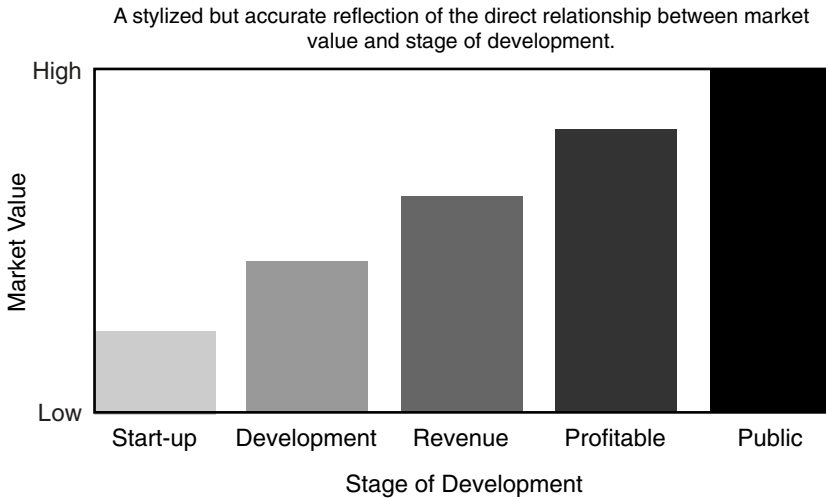 A stylized but accurate reflection of the direct relationship between market
value and stage of development.
High
Market Value
Low
Start-up Development Revenue Profitable Public
Stage of Development